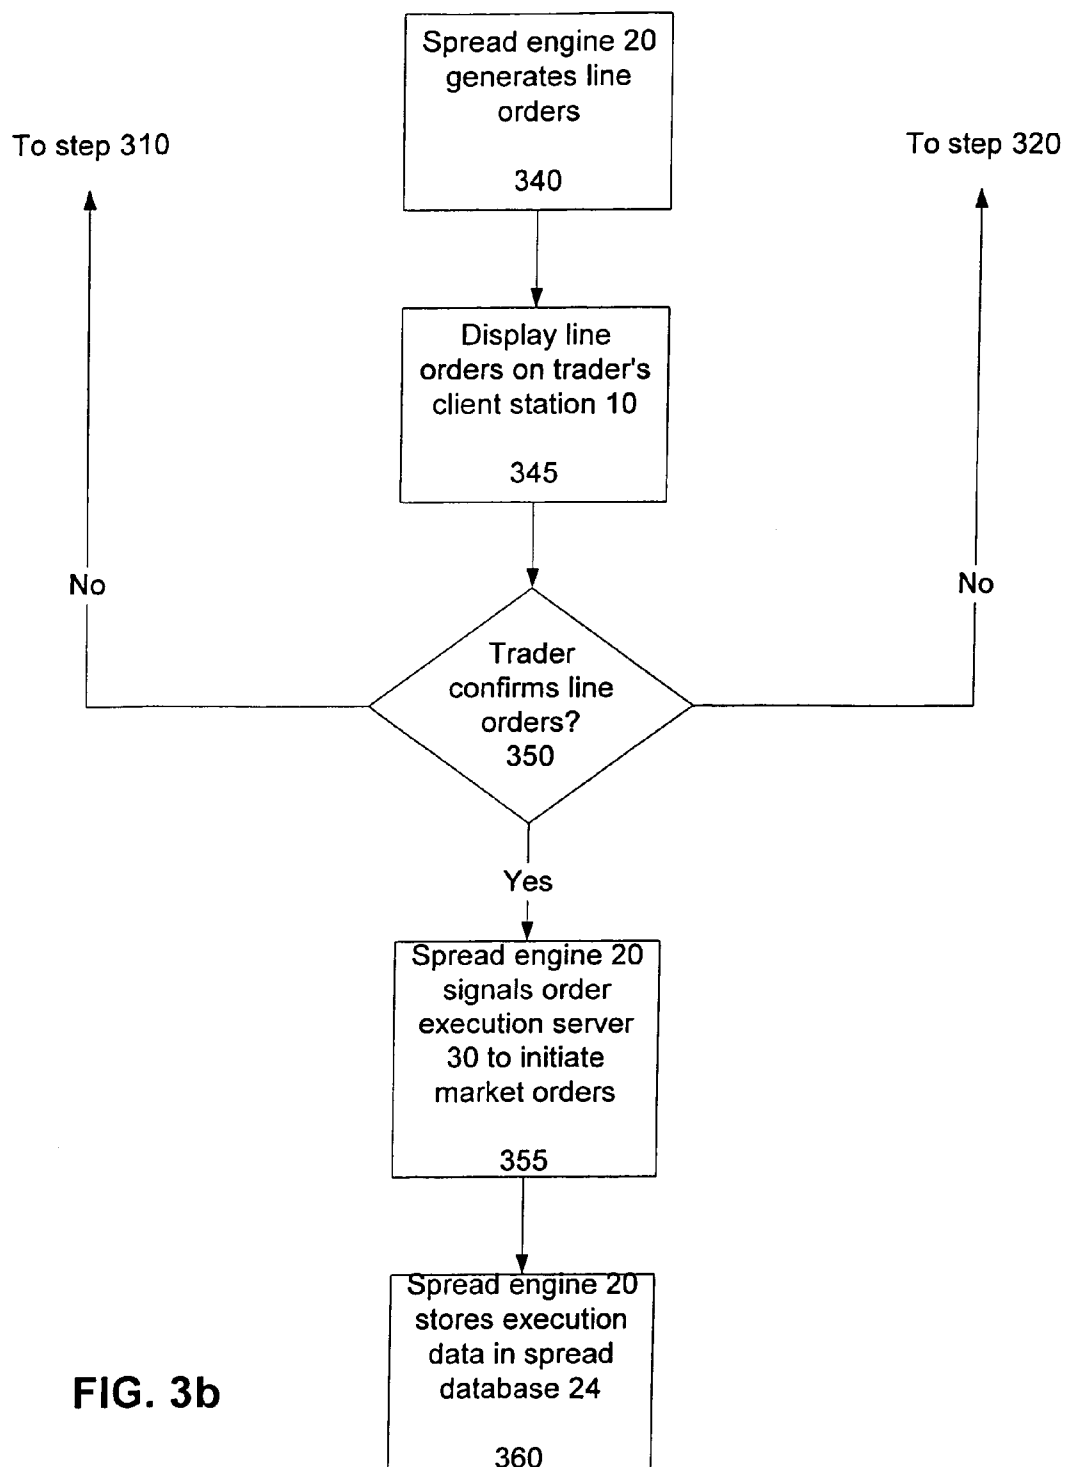 Spread engine 20
generates line
orders
340
To step 310
To step 320
Display line
orders on trader's
client station 10
345
No
No
Trader
confirms line
orders?
350
Yes
Spread engine 20
signals order
execution server
30 to initiate
market orders
355
Spread engine 20
stores execution
data in spread
database 24
360
FIG. 3b